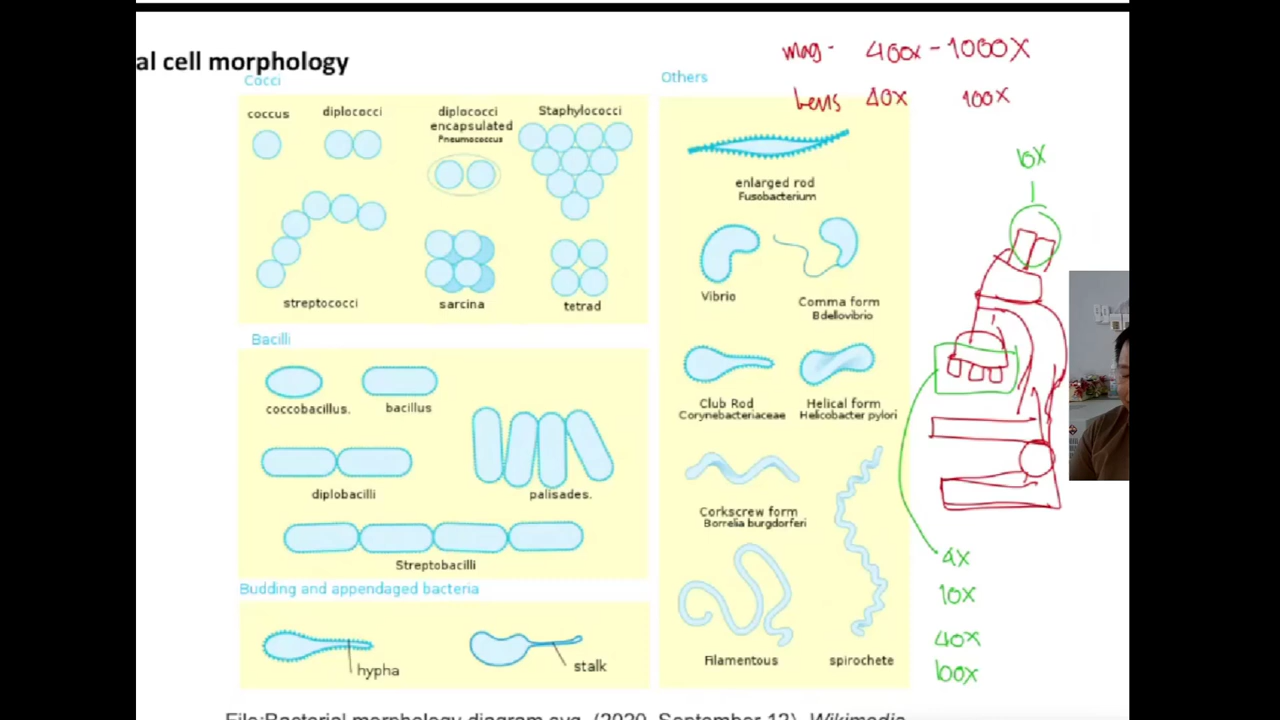 al cell morphology
Cocci
coccus
diplococci
diplococci
encapsulated
Pneumococcus
Staphylococci
streptococci
sarcina
tetrad
Bacilli
coccobacillus.
bacillus
diplobacilli
palisades.
Streptobacilli
Budding and appendaged bacteria
hypha
stalk
Others
enlarged rod
Fusobacterium
Vibrio
Comma form
Bdellovibrio
Club Rod
Corynebacteriaceae
Helical form
Helicobacter pylori
Corkscrew form
Borrelia burgdorferi
Filamentous
spirochete
mag- 400x - 1000X
lens 40X 100X
10X
4X
10X
40X
100X
File:Bacterial morphology diagram.svg. (2020, September 12). Wikimedia